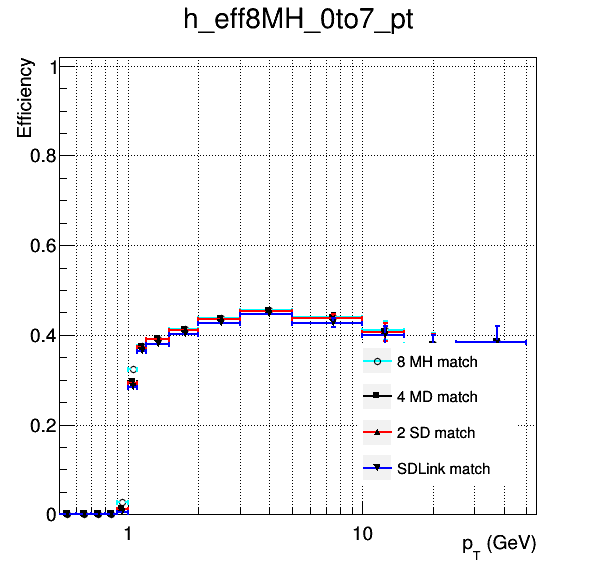 h_eff8MH_0to7_pt
Efficiency
1
0.8
0.6
0.4
0.2
0
8 MH match
4 MD match
2 SD match
SDLink match
1
10
p_T (GeV)